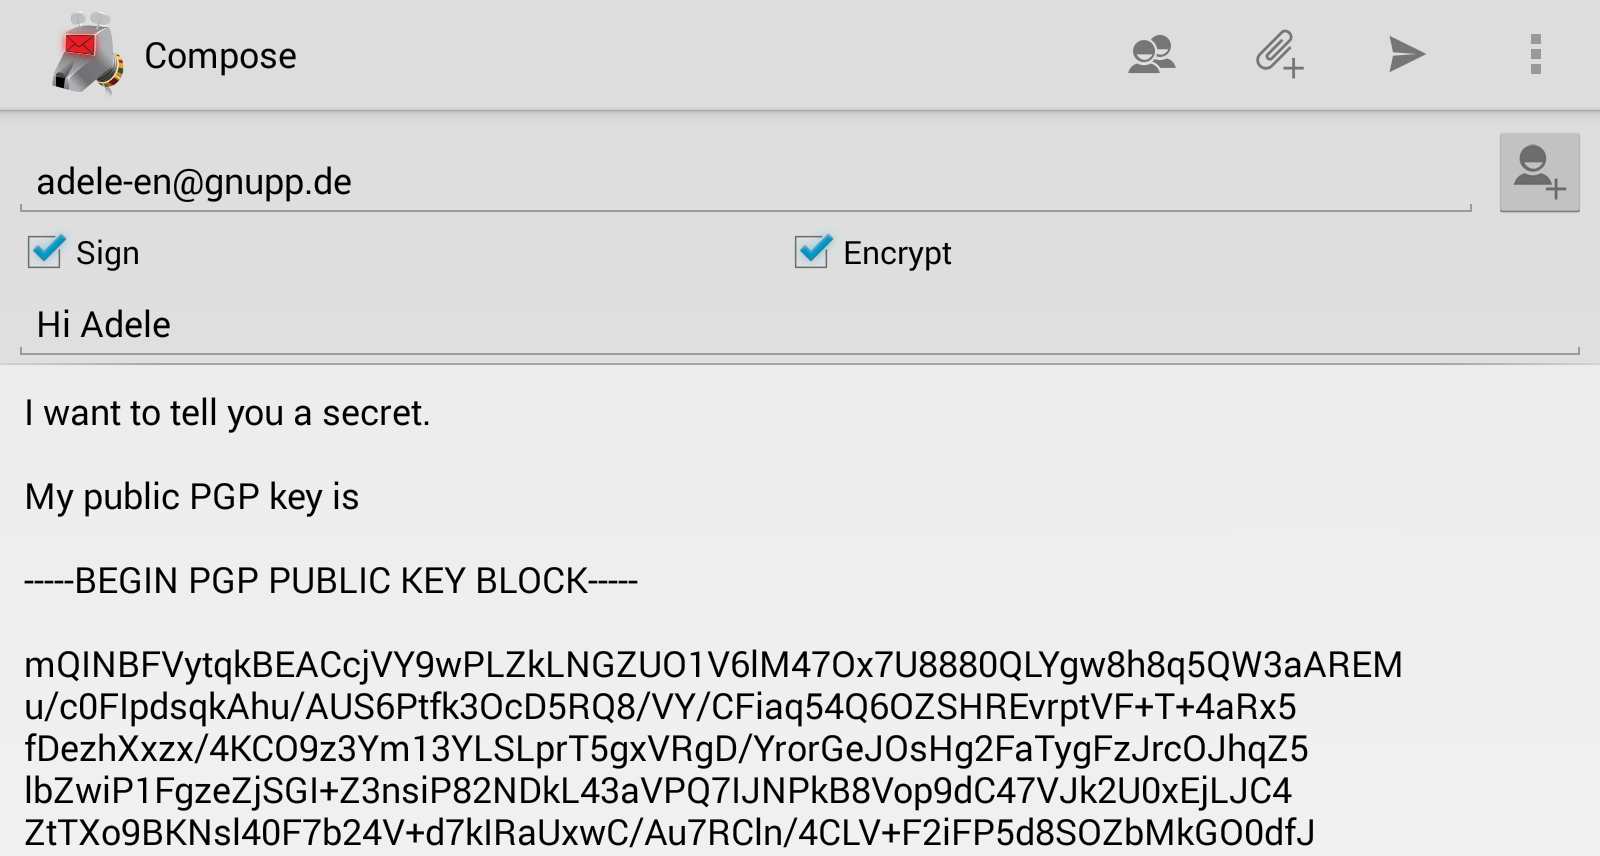 Compose
adele-en@gnupp.de
Sign
Encrypt
Hi Adele
I want to tell you a secret.
My public PGP key is
-----BEGIN PGP PUBLIC KEY BLOCK-----
mQINBFVytqkBEACcjVY9wPLZkLNGZUO1V6lM47Ox7U8880QLYgw8h8q5QW3aAREM
u/c0FIpdsqkAhu/AUS6Ptfk3OcD5RQ8/VY/CFiaq54Q6OZSHREvrptVF+T+4aRx5
fDezhXxzx/4KCO9z3Ym13YLSLprT5gxVRgD/YrorGeJOsHg2FaTygFzJrcOJhqZ5
lbZwiP1FgzeZjSGI+Z3nsiP82NDkL43aVPQ7IJNPkB8Vop9dC47VJk2U0xEjLJC4
ZtTXo9BKNsl40F7b24V+d7kIRaUxwC/Au7RCln/4CLV+F2iFP5d8SOZbMkGO0dfJ